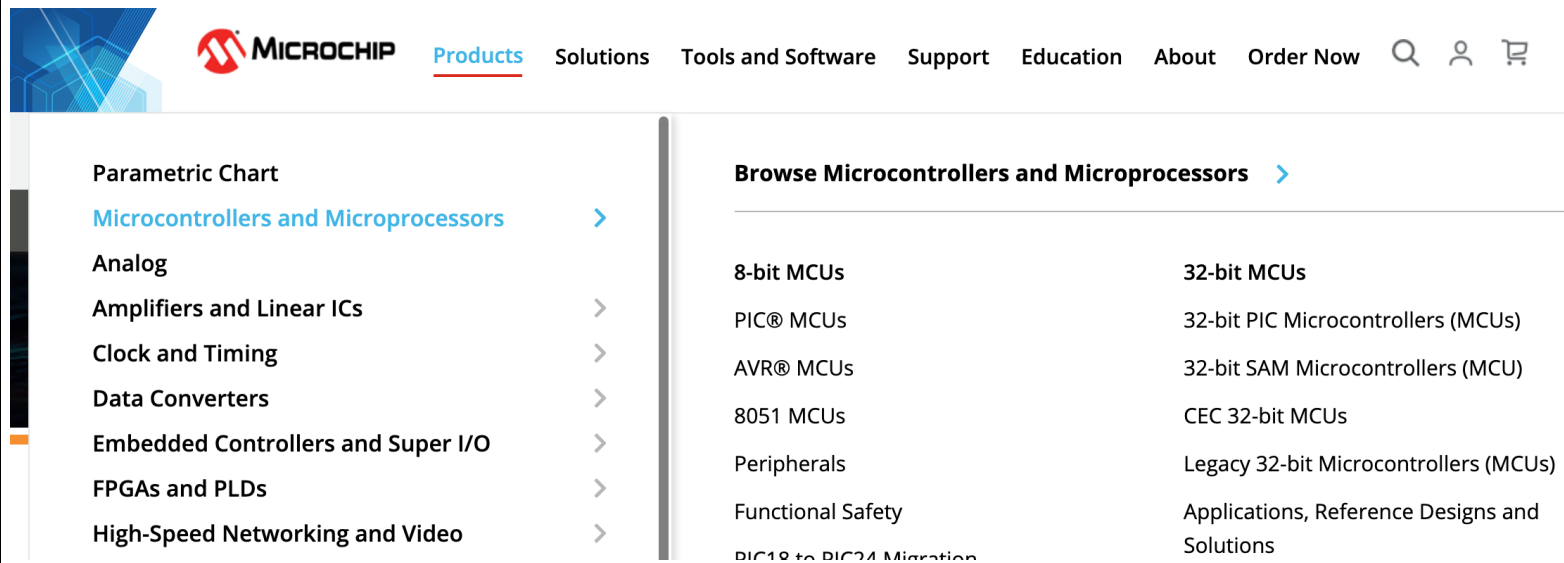 MICROCHIP
Products
Solutions
Tools and Software
Support
Education
About
Order Now
Parametric Chart
Microcontrollers and Microprocessors
Analog
Amplifiers and Linear ICs
Clock and Timing
Data Converters
Embedded Controllers and Super I/O
FPGAs and PLDs
High-Speed Networking and Video
Browse Microcontrollers and Microprocessors
8-bit MCUs
PIC® MCUs
AVR® MCUs
8051 MCUs
Peripherals
Functional Safety
PIC18 to PIC24 Migration
32-bit MCUs
32-bit PIC Microcontrollers (MCUs)
32-bit SAM Microcontrollers (MCU)
CEC 32-bit MCUs
Legacy 32-bit Microcontrollers (MCUs)
Applications, Reference Designs and
Solutions